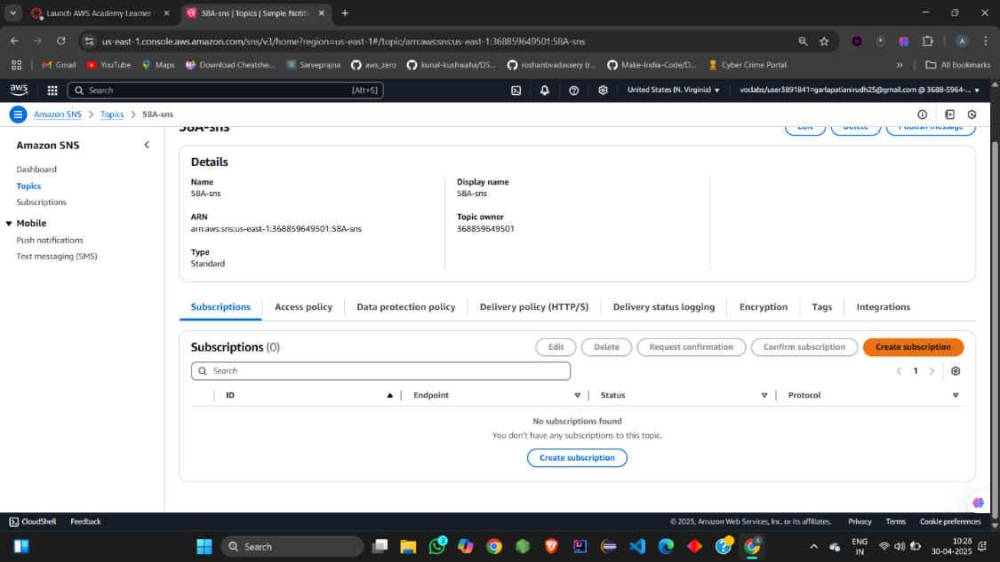 Launch AWS Academy Learner
58A-sns | Topics | Simple Notifi
us-east-1.console.aws.amazon.com/sns/v3/home?region=us-east-1#/topic/arn:aws:sns:us-east-1:368859649501:58A-sns
A
Gmail
YouTube
Maps
Download Cheatshe...
Sarveprajna
aws_zero
kunal-kushwaha/DS...
roshanbvadassery (r...
Make-India-Code/D...
Cyber Crime Portal
All Bookmarks
aws
Search
[Alt+S]
United States (N. Virginia)
voclabs/user3891841=garlapatianirudh25@gmail.com @ 3688-5964-...
Amazon SNS
Topics
58A-sns
Amazon SNS
Dashboard
Topics
Subscriptions
Mobile
Push notifications
Text messaging (SMS)
58A-sns
Edit
Delete
Publish message
Details
Name
58A-sns
Display name
58A-sns
ARN
arn:aws:sns:us-east-1:368859649501:58A-sns
Topic owner
368859649501
Type
Standard
Subscriptions
Access policy
Data protection policy
Delivery policy (HTTP/S)
Delivery status logging
Encryption
Tags
Integrations
Subscriptions (0)
Edit
Delete
Request confirmation
Confirm subscription
Create subscription
Search
1
ID
Endpoint
Status
Protocol
No subscriptions found
You don't have any subscriptions to this topic.
Create subscription
CloudShell
Feedback
© 2025, Amazon Web Services, Inc. or its affiliates.
Privacy
Terms
Cookie preferences
Search
3
A
ENG
IN
10:28
30-04-2025